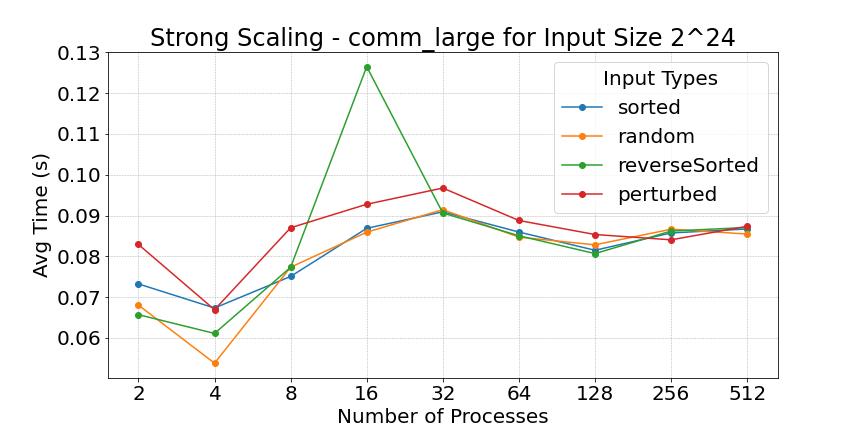 Strong Scaling - comm_large for Input Size 2^24
Avg Time (s)
0.13
0.12
0.11
0.10
0.09
0.08
0.07
0.06
Input Types
sorted
random
reverseSorted
perturbed
2 4 8 16 32 64 128 256 512
Number of Processes